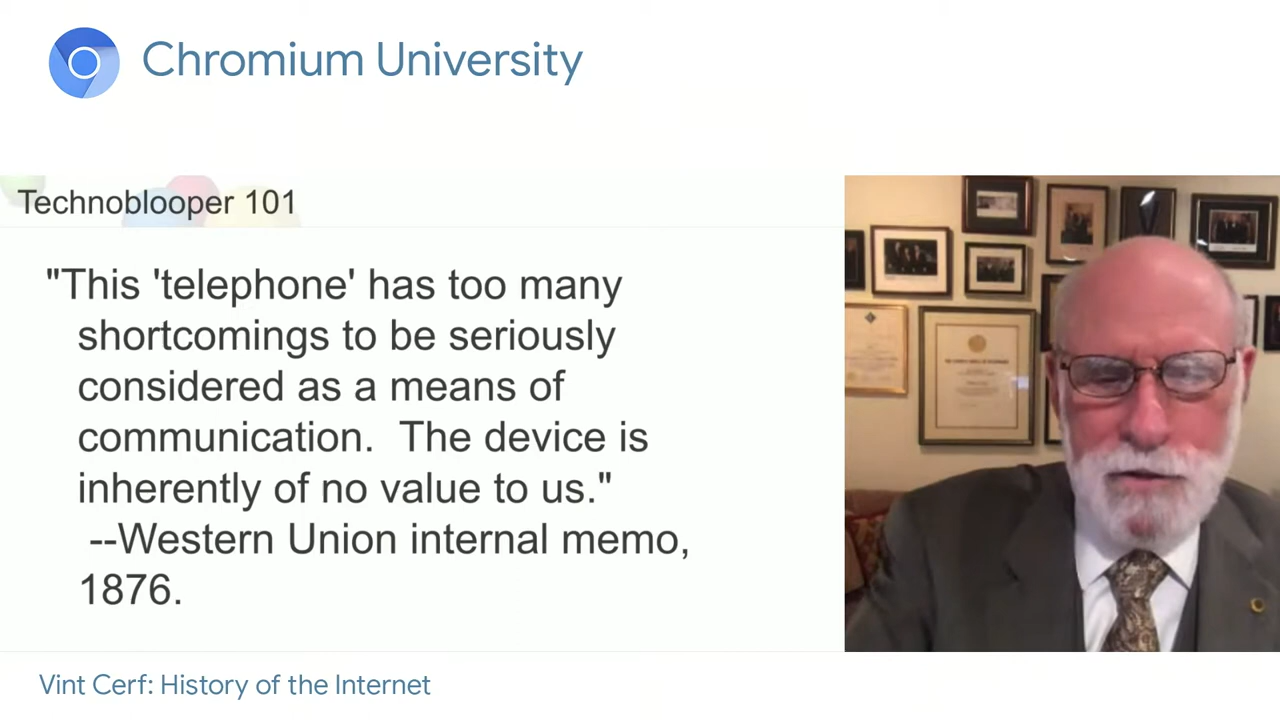 Chromium University
Technoblooper 101
"This 'telephone' has too many
shortcomings to be seriously
considered as a means of
communication.  The device is
inherently of no value to us."
--Western Union internal memo,
1876.
Vint Cerf: History of the Internet